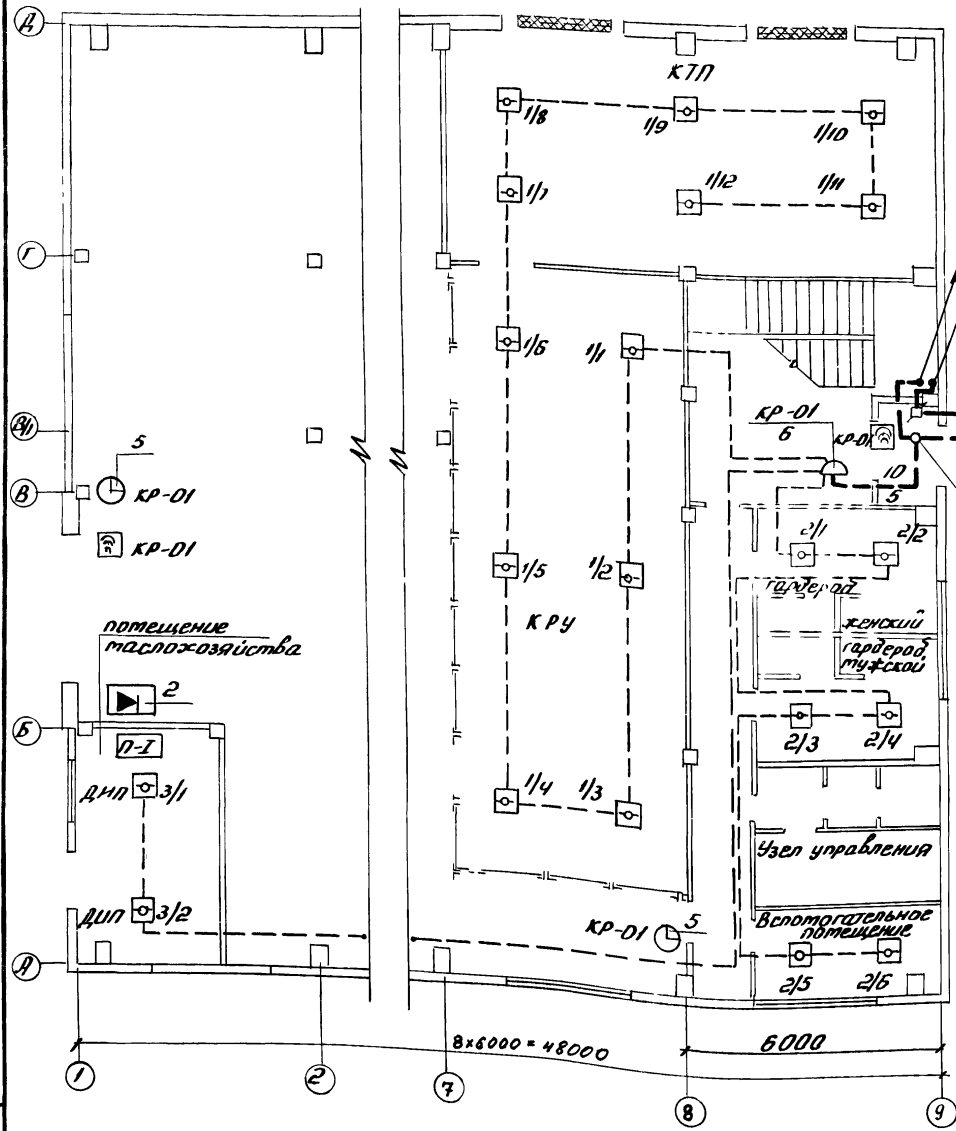 Д
КТП
1/8
1/9
1/10
1/7
1/12
1/11
Г
1/6
1/1
В/1
КР-01
6
КР-01
5
В
КР-01
10
5
КР-01
2/1
2/2
1/5
1/2
гардероб
КРУ
женский
помещение
маслохозяйства
гардероб
мужской
2
Б
П-I
2/3
2/4
ДИП
3/1
1/4
1/3
Узел управления
ДИП
3/2
КР-01
5
Вспомогательное
помещение
А
2/5
2/6
8х6000 = 48000
6000
1
2
7
8
9